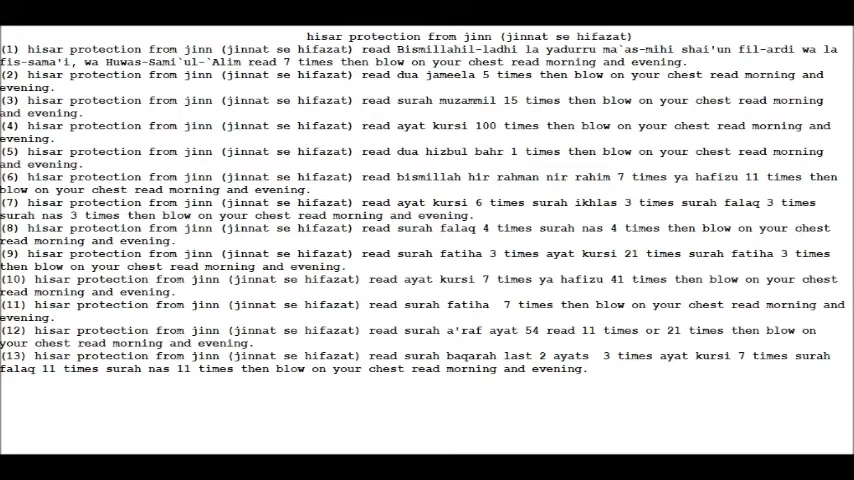 hisar protection from jinn (jinnat se hifazat)
(1) hisar protection from jinn (jinnat se hifazat) read Bismillahil-ladhi la yadurru ma`as-mihi shai'un fil-ardi wa la
fis-sama'i, wa Huwas-Sami`ul-`Alim read 7 times then blow on your chest read morning and evening.
(2) hisar protection from jinn (jinnat se hifazat) read dua jameela 5 times then blow on your chest read morning and
evening.
(3) hisar protection from jinn (jinnat se hifazat) read surah muzammil 15 times then blow on your chest read morning
and evening.
(4) hisar protection from jinn (jinnat se hifazat) read ayat kursi 100 times then blow on your chest read morning and
evening.
(5) hisar protection from jinn (jinnat se hifazat) read dua hizbul bahr 1 times then blow on your chest read morning
and evening.
(6) hisar protection from jinn (jinnat se hifazat) read bismillah hir rahman nir rahim 7 times ya hafizu 11 times then
blow on your chest read morning and evening.
(7) hisar protection from jinn (jinnat se hifazat) read ayat kursi 6 times surah ikhlas 3 times surah falaq 3 times
surah nas 3 times then blow on your chest read morning and evening.
(8) hisar protection from jinn (jinnat se hifazat) read surah falaq 4 times surah nas 4 times then blow on your chest
read morning and evening.
(9) hisar protection from jinn (jinnat se hifazat) read surah fatiha 3 times ayat kursi 21 times surah fatiha 3 times
then blow on your chest read morning and evening.
(10) hisar protection from jinn (jinnat se hifazat) read ayat kursi 7 times ya hafizu 41 times then blow on your chest
read morning and evening.
(11) hisar protection from jinn (jinnat se hifazat) read surah fatiha  7 times then blow on your chest read morning and
evening.
(12) hisar protection from jinn (jinnat se hifazat) read surah a'raf ayat 54 read 11 times or 21 times then blow on
your chest read morning and evening.
(13) hisar protection from jinn (jinnat se hifazat) read surah baqarah last 2 ayats  3 times ayat kursi 7 times surah
falaq 11 times surah nas 11 times then blow on your chest read morning and evening.